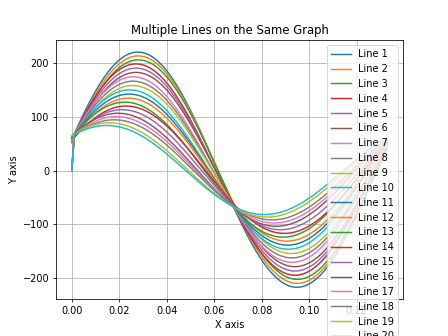 Multiple Lines on the Same Graph
Y axis
200
100
0
−100
−200
0.00 0.02 0.04 0.06 0.08 0.10
X axis
Line 1
Line 2
Line 3
Line 4
Line 5
Line 6
Line 7
Line 8
Line 9
Line 10
Line 11
Line 12
Line 13
Line 14
Line 15
Line 16
Line 17
Line 18
Line 19
Line 20